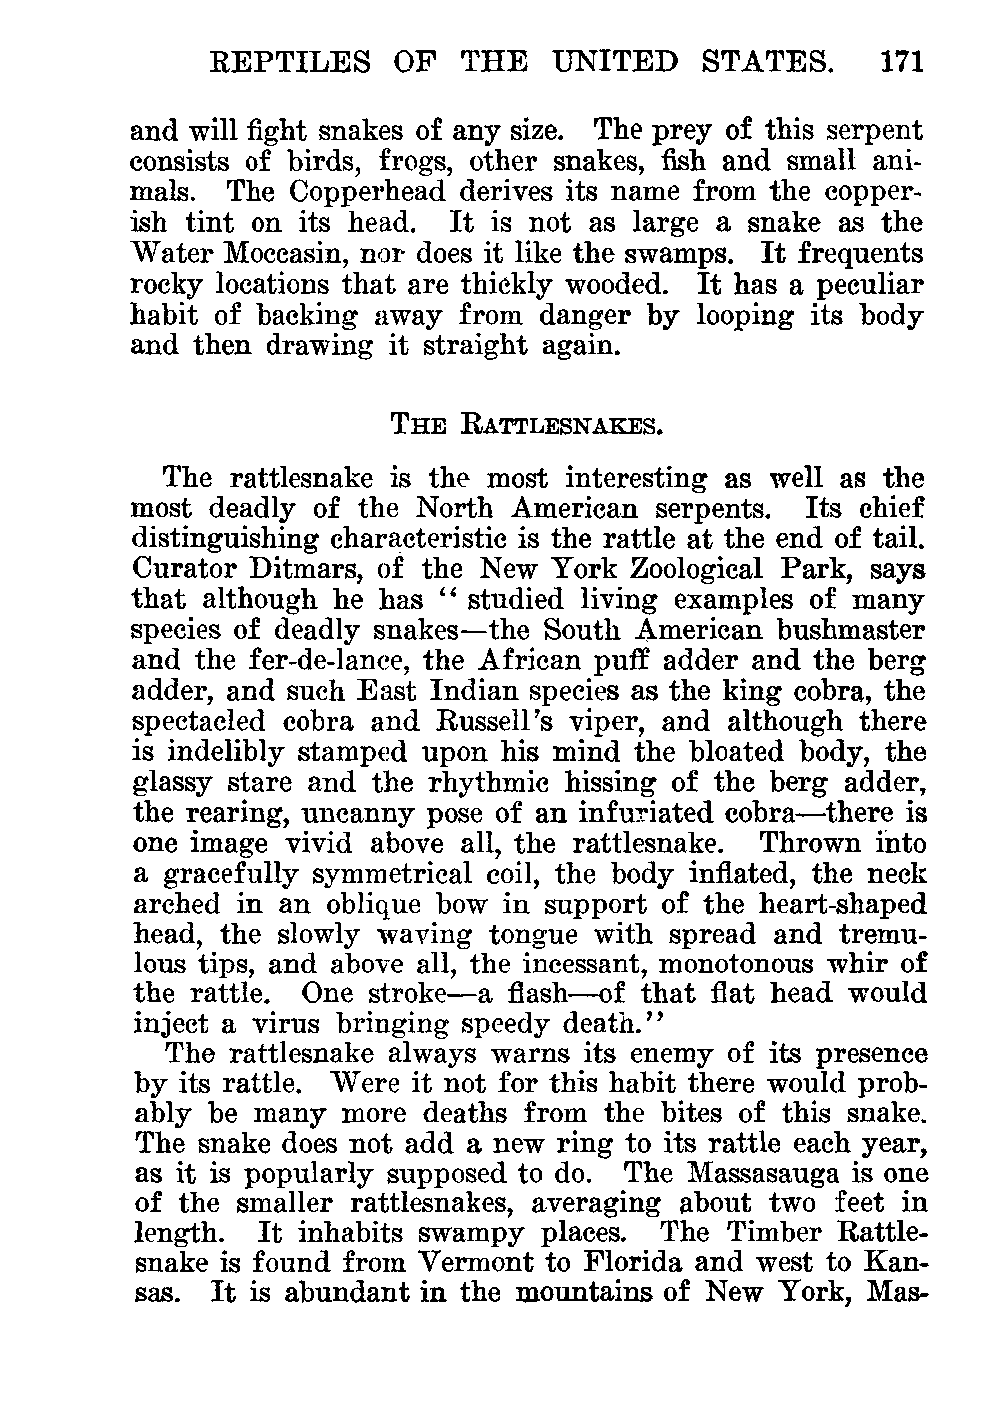 REPTILES OF THE UNITED STATES. 171
and will fight snakes of any size. The prey of this serpent
consists of birds, frogs, other snakes, fish and small ani-
mals. The Copperhead derives its name from the copper-
ish tint on its head. It is not as large a snake as the
Water Moccasin, nor does it like the swamps. It frequents
rocky locations that are thickly wooded. It has a peculiar
habit of backing away from danger by looping its body
and then drawing it straight again.
THE RATTLESNAKES.
The rattlesnake is the most interesting as well as the
most deadly of the North American serpents. Its chief
distinguishing characteristic is the rattle at the end of tail.
Curator Ditmars, of the New York Zoological Park, says
that although he has “ studied living examples of many
species of deadly snakes—the South American bushmaster
and the fer-de-lance, the African puff adder and the berg
adder, and such East Indian species as the king cobra, the
spectacled cobra and Russell’s viper, and although there
is indelibly stamped upon his mind the bloated body, the
glassy stare and the rhythmic hissing of the berg adder,
the rearing, uncanny pose of an infuriated cobra—there is
one image vivid above all, the rattlesnake. Thrown into
a gracefully symmetrical coil, the body inflated, the neck
arched in an oblique bow in support of the heart-shaped
head, the slowly waving tongue with spread and tremu-
lous tips, and above all, the incessant, monotonous whir of
the rattle. One stroke—a flash—of that flat head would
inject a virus bringing speedy death.”
The rattlesnake always warns its enemy of its presence
by its rattle. Were it not for this habit there would prob-
ably be many more deaths from the bites of this snake.
The snake does not add a new ring to its rattle each year,
as it is popularly supposed to do. The Massasauga is one
of the smaller rattlesnakes, averaging about two feet in
length. It inhabits swampy places. The Timber Rattle-
snake is found from Vermont to Florida and west to Kan-
sas. It is abundant in the mountains of New York, Mas-